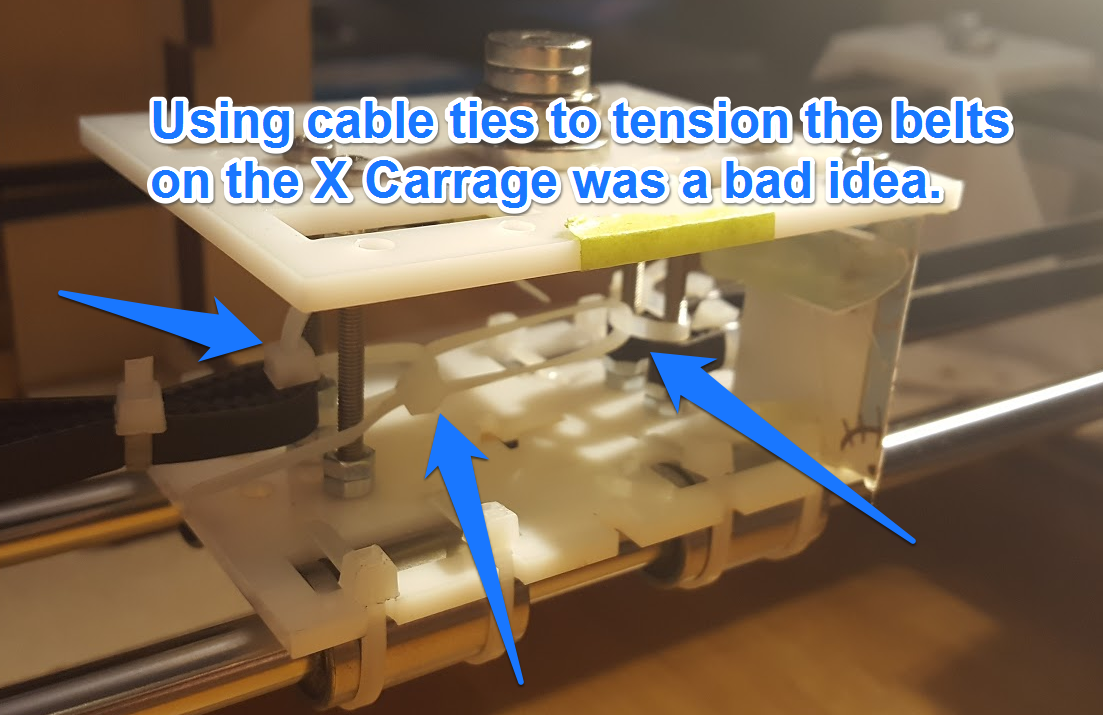 Using cable ties to tension the belts
on the X Carrage was a bad idea.